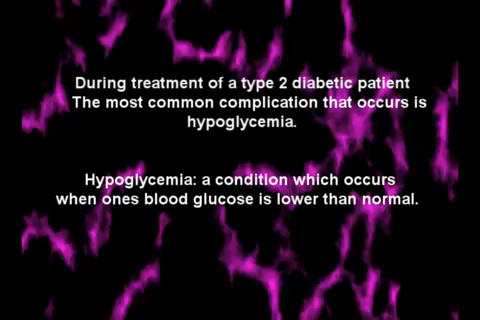 During treatment of a type 2 diabetic patient
The most common complication that occurs is
hypoglycemia.
Hypoglycemia: a condition which occurs
when ones blood glucose is lower than normal.